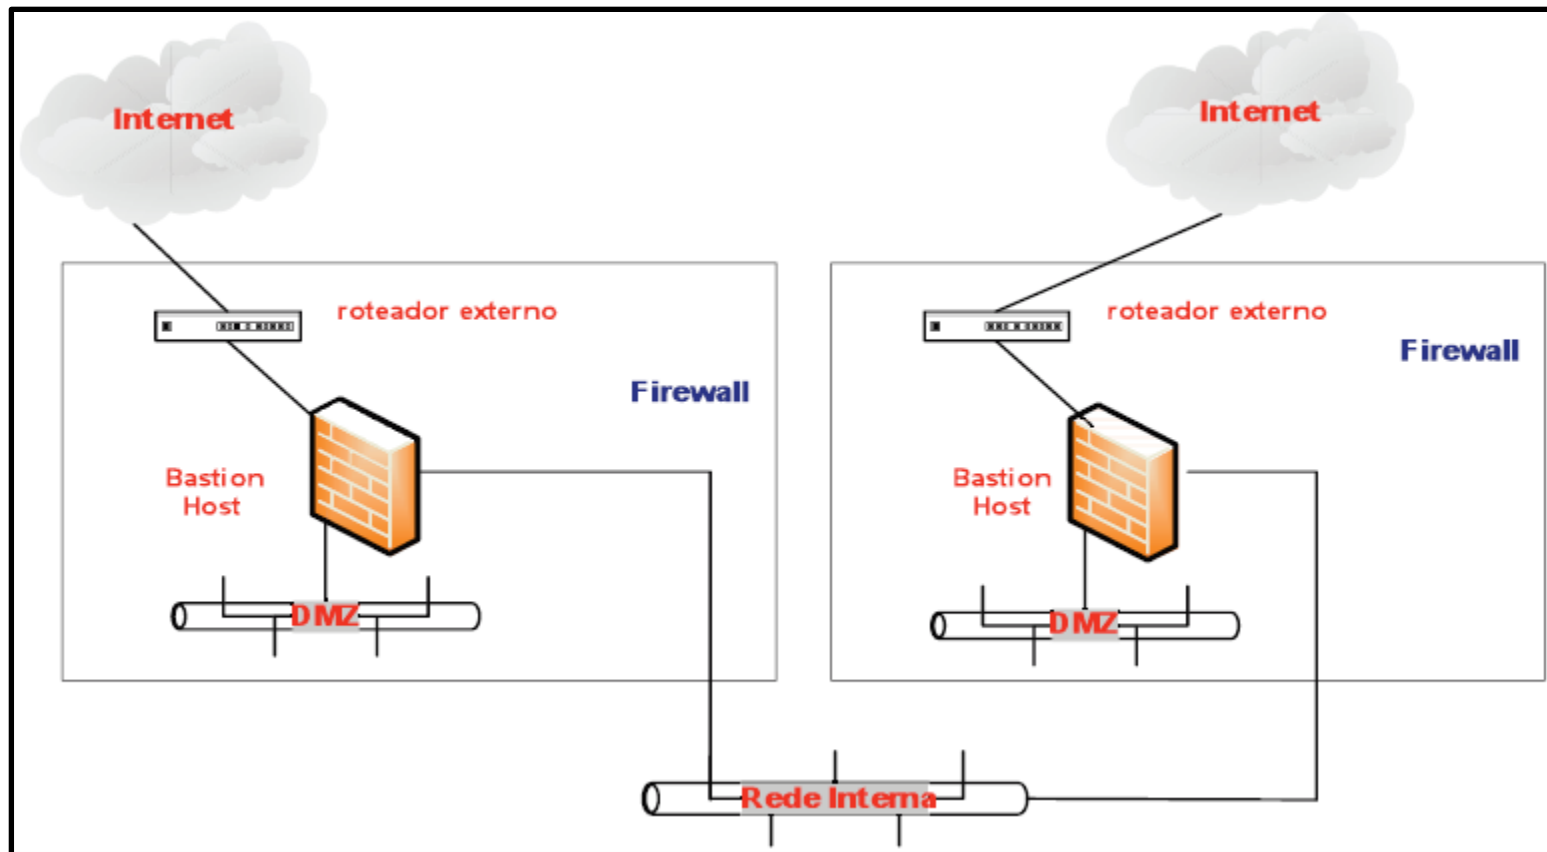 Internet
Internet
roteador externo
roteador externo
Firewall
Firewall
Bastion
Host
Bastion
Host
DMZ
DMZ
Rede Interna